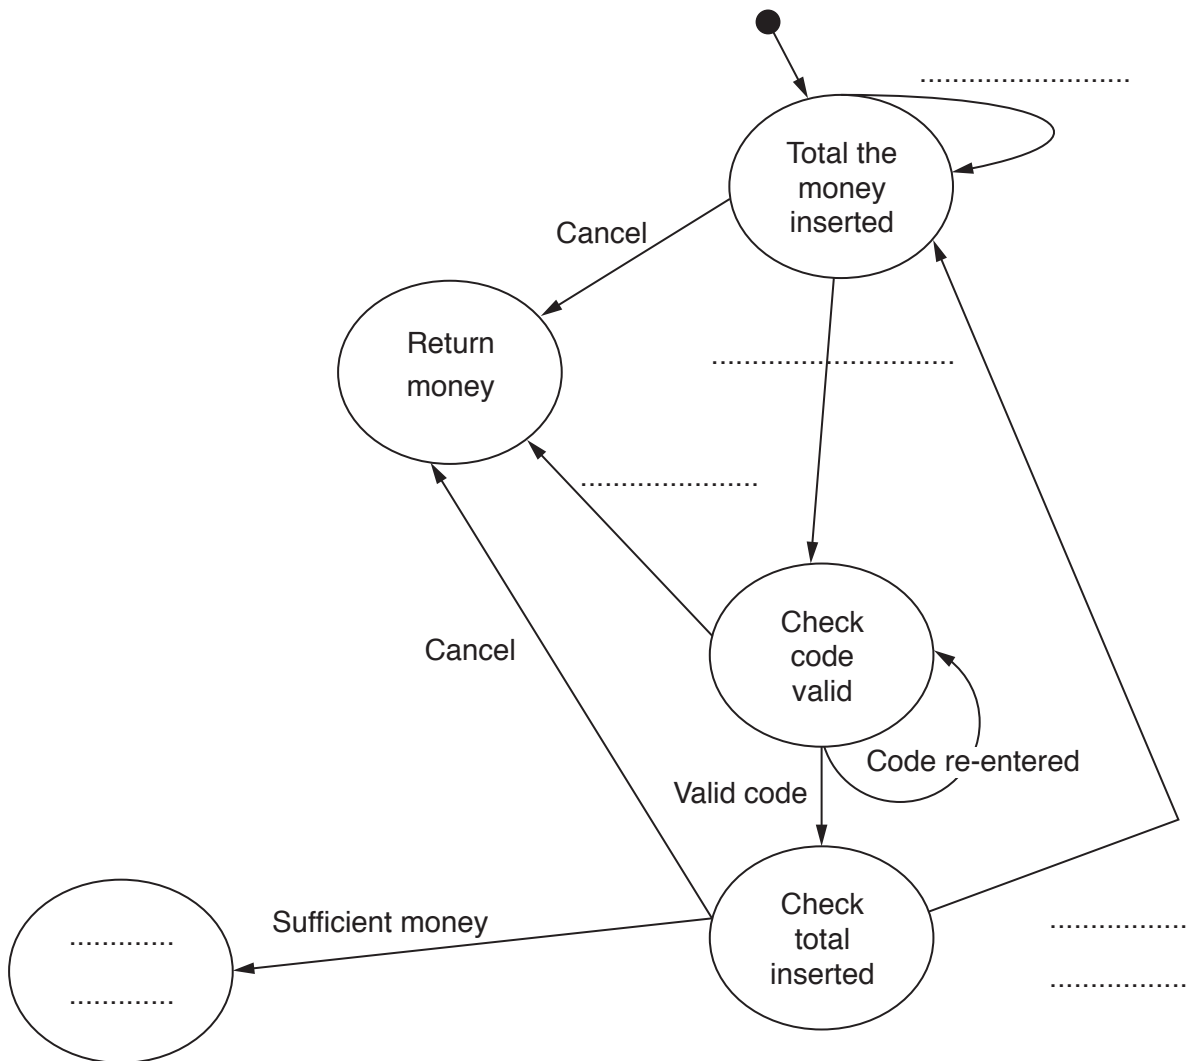 Total the
money
inserted
Cancel
Return
money
Check
code
valid
Cancel
Code re-entered
Valid code
Check
total
inserted
Sufficient money